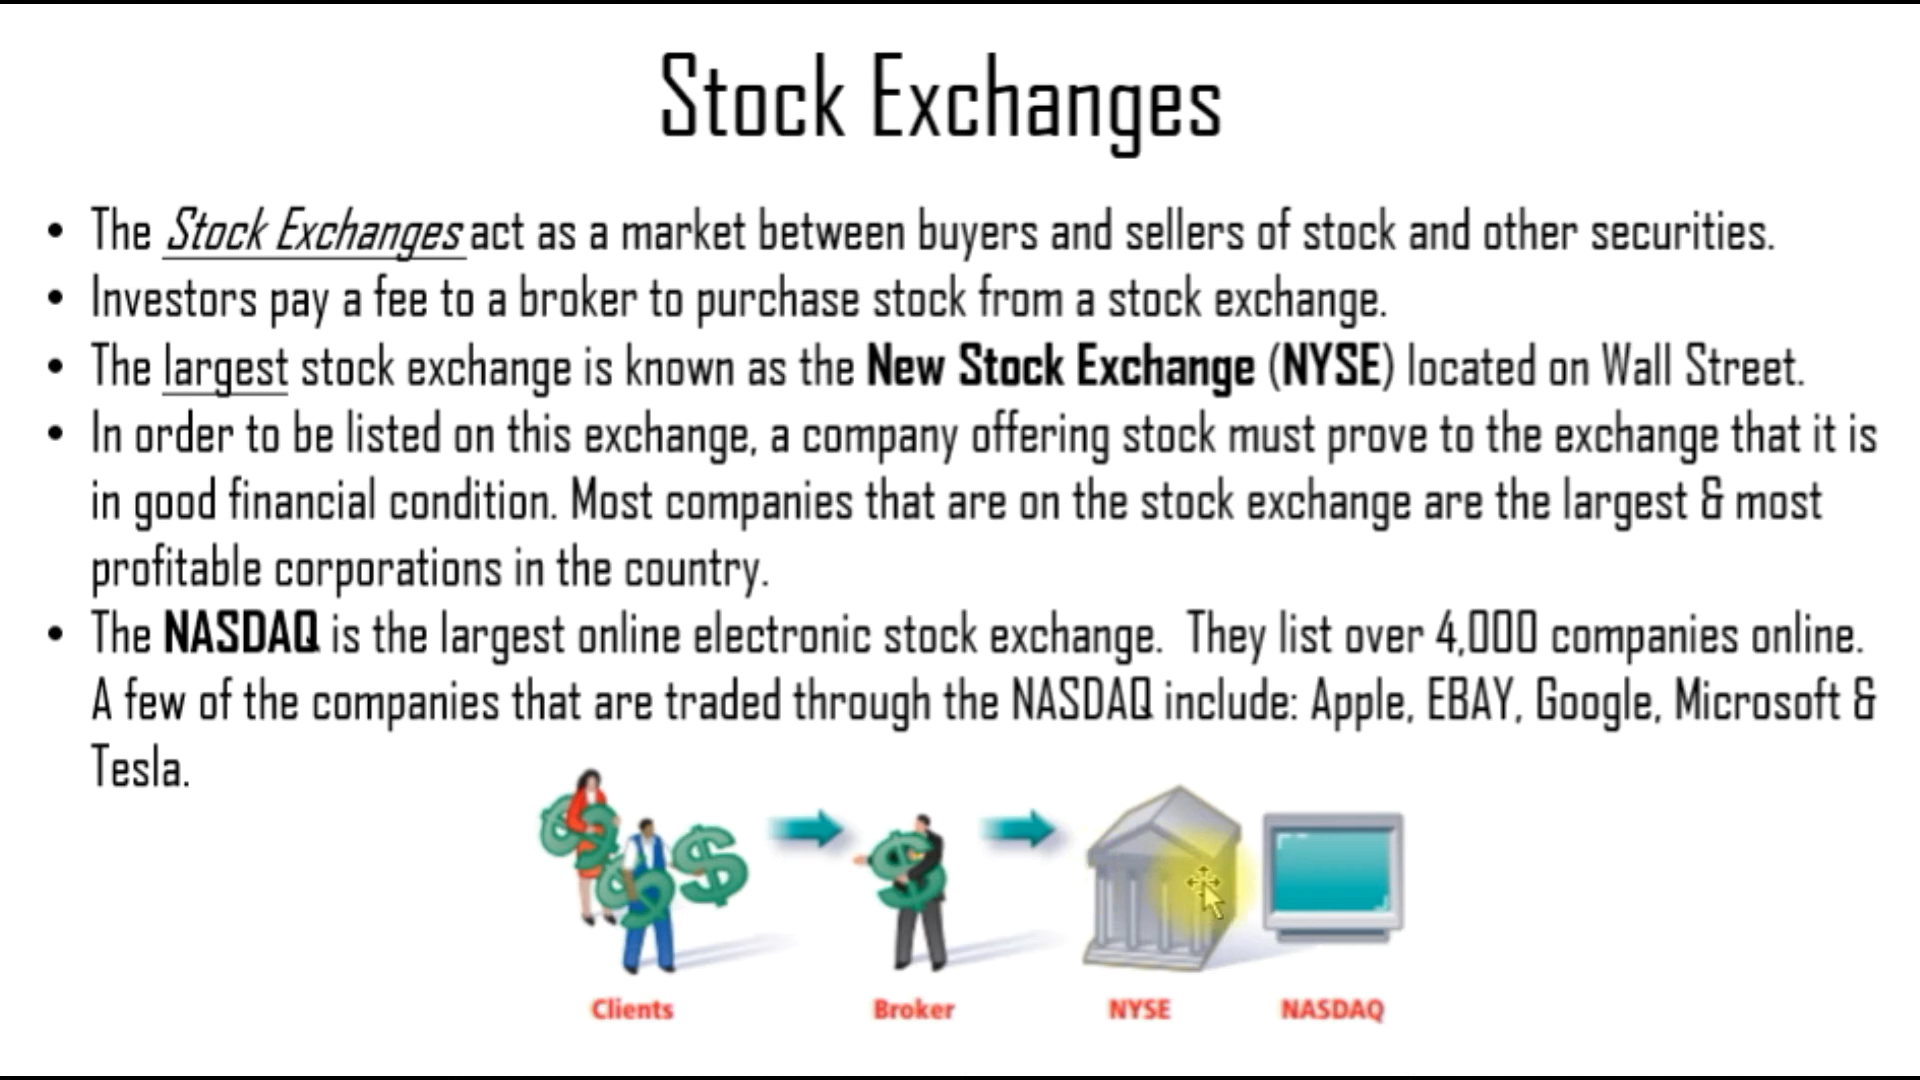 Stock Exchanges
• The Stock Exchanges act as a market between buyers and sellers of stock and other securities.
• Investors pay a fee to a broker to purchase stock from a stock exchange.
• The largest stock exchange is known as the New Stock Exchange (NYSE) located on Wall Street.
• In order to be listed on this exchange, a company offering stock must prove to the exchange that it is
in good financial condition. Most companies that are on the stock exchange are the largest & most
profitable corporations in the country.
• The NASDAQ is the largest online electronic stock exchange. They list over 4,000 companies online.
A few of the companies that are traded through the NASDAQ include: Apple, EBAY, Google, Microsoft &
Tesla.
Clients Broker NYSE NASDAQ